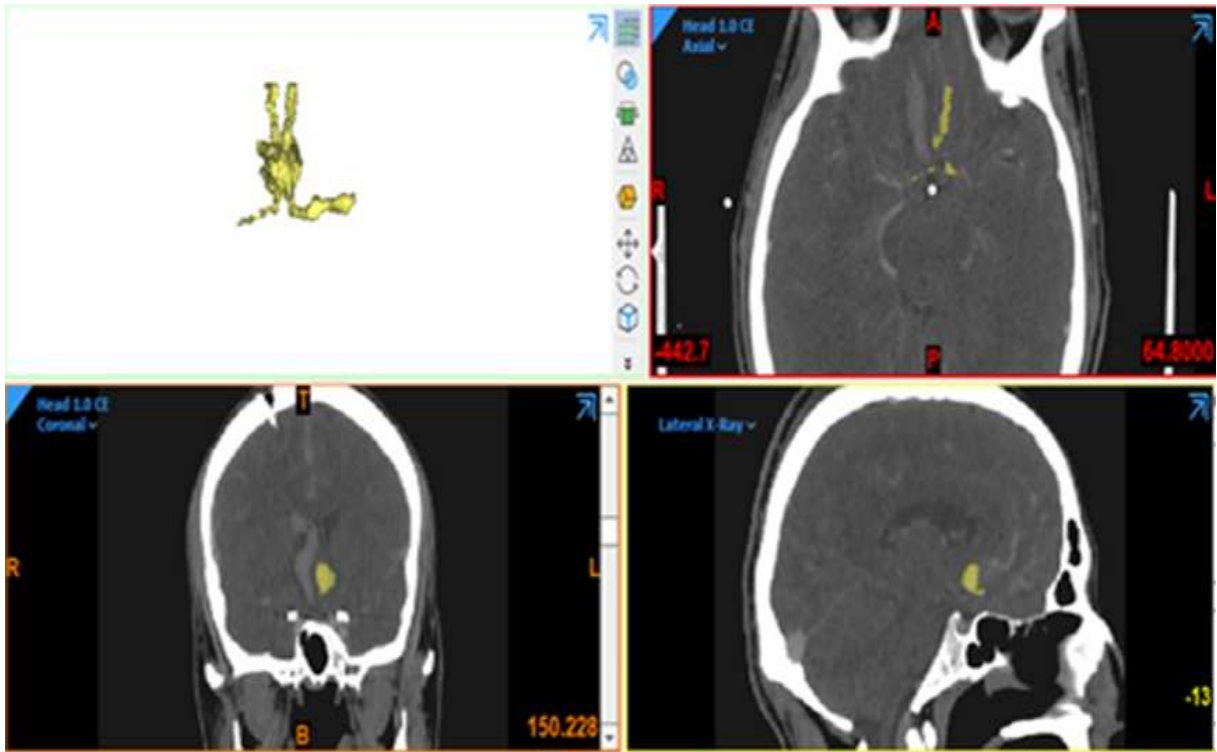 Head 1.0 CE
Axial
A
R
L
-442.7
P
64.8000
Head 1.0 CE
Coronal
T
R
L
B
150.228
Lateral X-Ray
-13